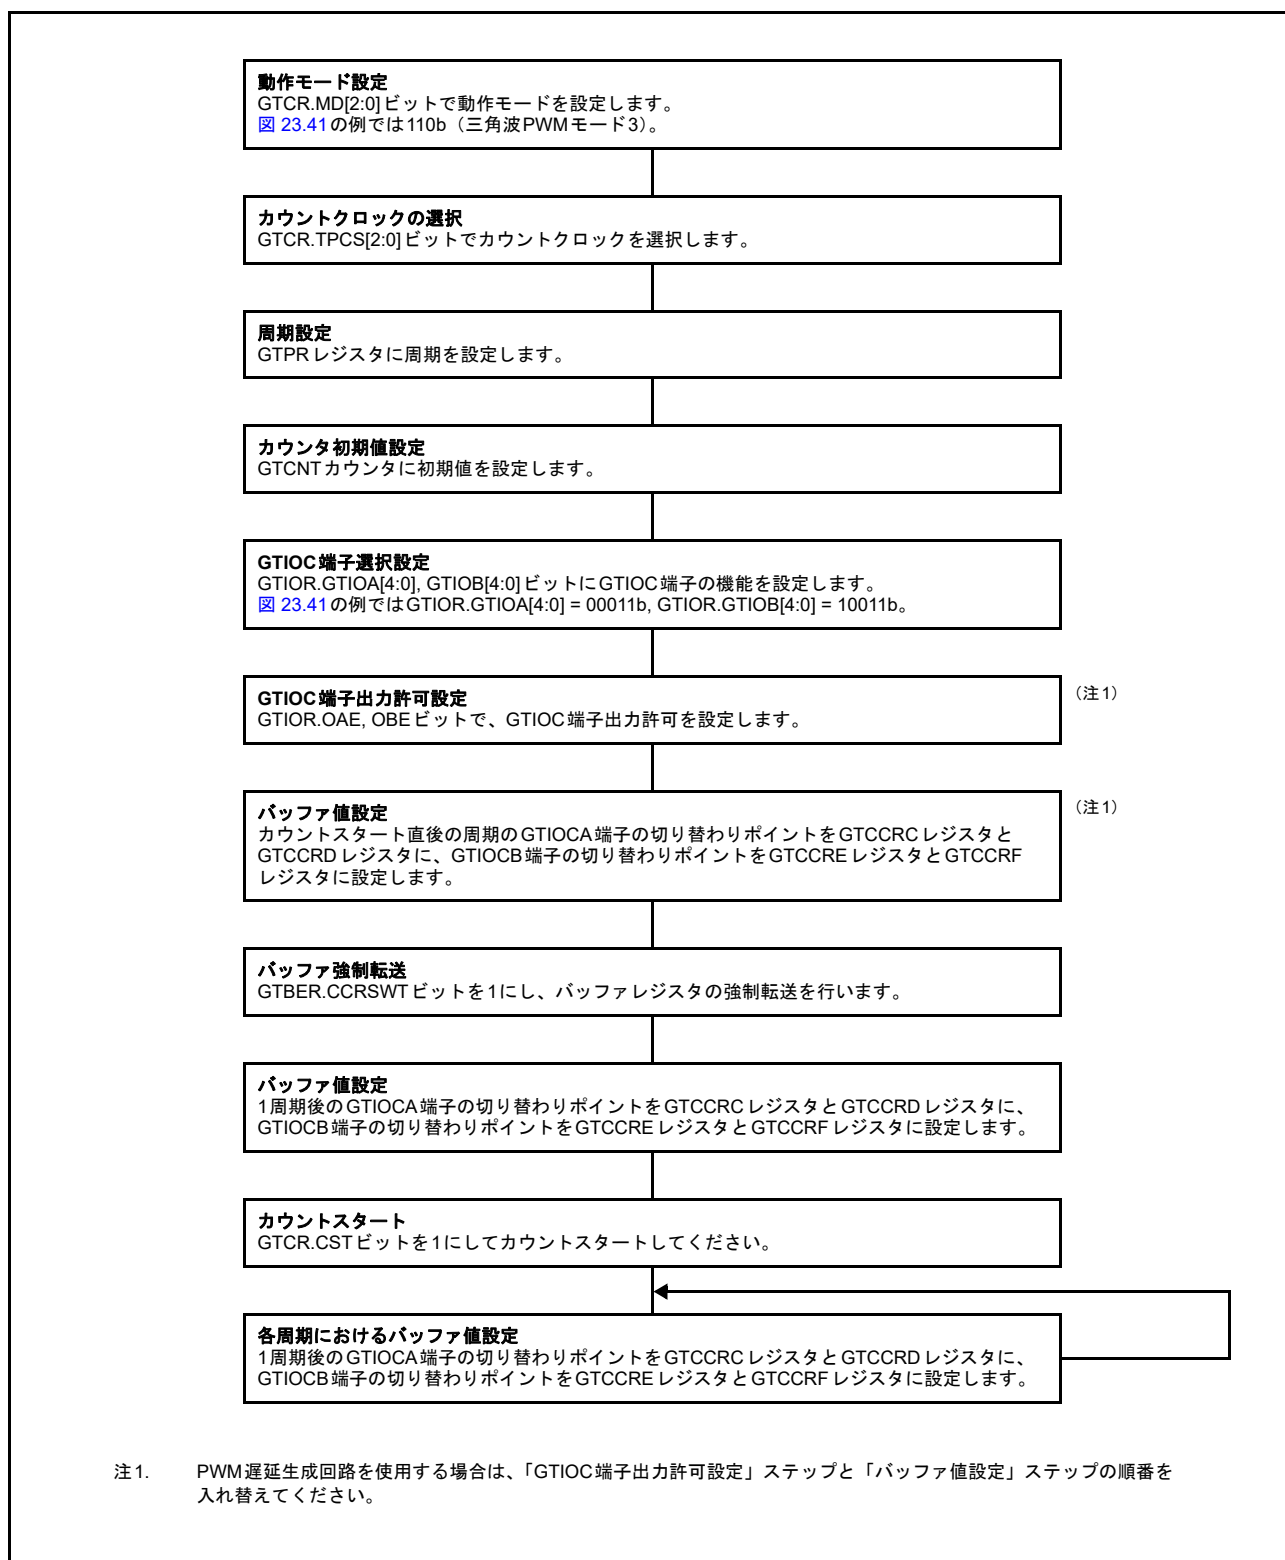 動作モード設定
GTCR.MD[2:0]ビットで動作モードを設定します。
図 23.41の例では110b（三角波PWMモード3）。
カウントクロックの選択
GTCR.TPCS[2:0]ビットでカウントクロックを選択します。
周期設定
GTPRレジスタに周期を設定します。
カウンタ初期値設定
GTCNTカウンタに初期値を設定します。
GTIOC端子選択設定
GTIOR.GTIOA[4:0], GTIOB[4:0]ビットにGTIOC端子の機能を設定します。
図 23.41の例ではGTIOR.GTIOA[4:0] = 00011b, GTIOR.GTIOB[4:0] = 10011b。
GTIOC端子出力許可設定
GTIOR.OAE, OBEビットで、GTIOC端子出力許可を設定します。
（注1）
バッファ値設定
カウントスタート直後の周期のGTIOCA端子の切り替わりポイントをGTCCRCレジスタと
GTCCRDレジスタに、GTIOCB端子の切り替わりポイントをGTCCREレジスタとGTCCRF
レジスタに設定します。
（注1）
バッファ強制転送
GTBER.CCRSWTビットを1にし、バッファレジスタの強制転送を行います。
バッファ値設定
1周期後のGTIOCA端子の切り替わりポイントをGTCCRCレジスタとGTCCRDレジスタに、
GTIOCB端子の切り替わりポイントをGTCCREレジスタとGTCCRFレジスタに設定します。
カウントスタート
GTCR.CSTビットを1にしてカウントスタートしてください。
各周期におけるバッファ値設定
1周期後のGTIOCA端子の切り替わりポイントをGTCCRCレジスタとGTCCRDレジスタに、
GTIOCB端子の切り替わりポイントをGTCCREレジスタとGTCCRFレジスタに設定します。
注1. PWM遅延生成回路を使用する場合は、「GTIOC端子出力許可設定」ステップと「バッファ値設定」ステップの順番を
入れ替えてください。